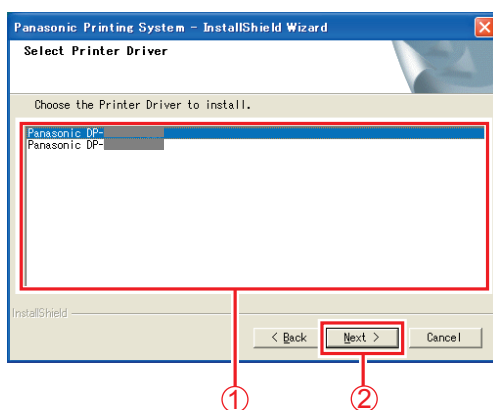 Panasonic Printing System - InstallShield Wizard
Select Printer Driver
Choose the Printer Driver to install.
Panasonic DP-
Panasonic DP-
InstallShield
< Back
Next >
Cancel
①
②